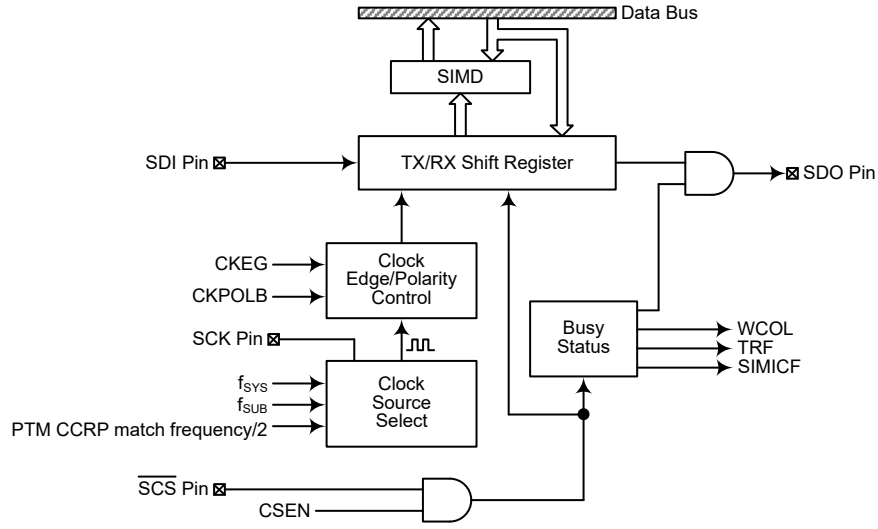 Data Bus
SIMD
SDI Pin
TX/RX Shift Register
SDO Pin
CKEG
CKPOLB
Clock
Edge/Polarity
Control
SCK Pin
Busy
Status
WCOL
TRF
SIMICF
fSYS
fSUB
PTM CCRP match frequency/2
Clock
Source
Select
SCS Pin
CSEN